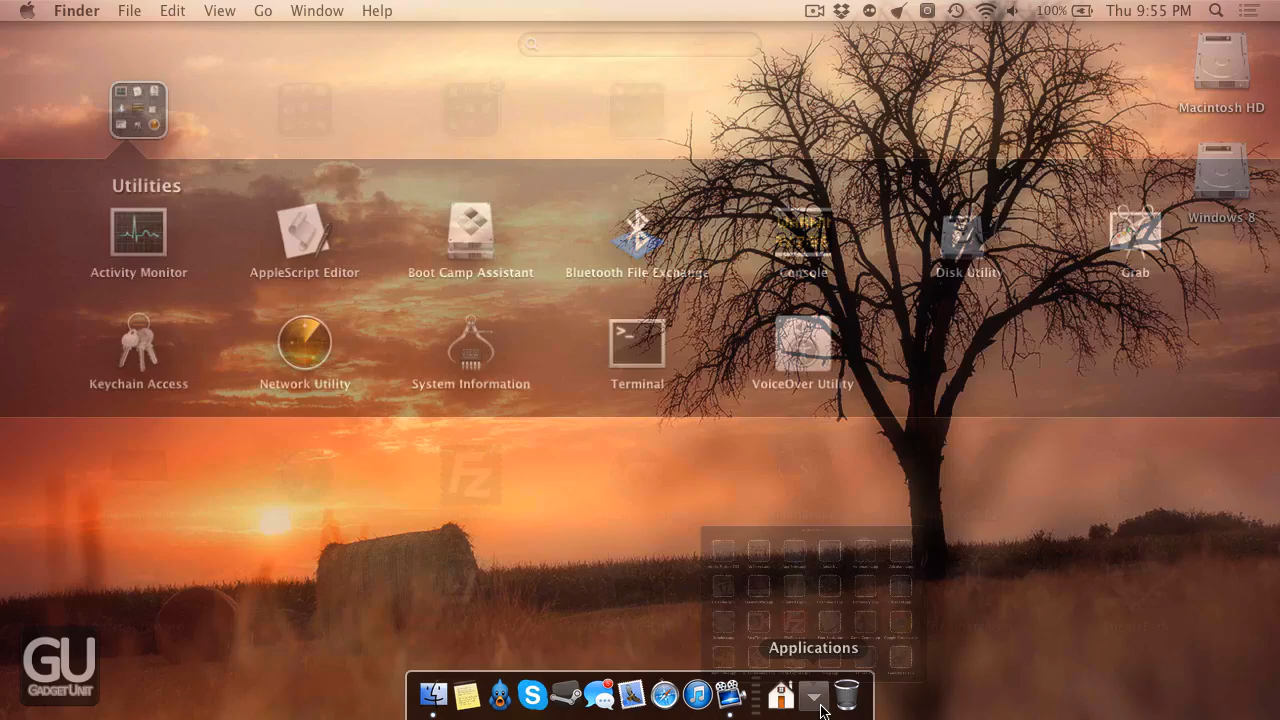 Finder File Edit View Go Window Help 100% Thu 9:55 PM
Macintosh HD
Utilities
Windows 8
Activity Monitor AppleScript Editor Boot Camp Assistant Bluetooth File Exchange Console Disk Utility Grab
>_
Keychain Access Network Utility System Information Terminal VoiceOver Utility
FZ
Applications
GU
GADGETUNIT